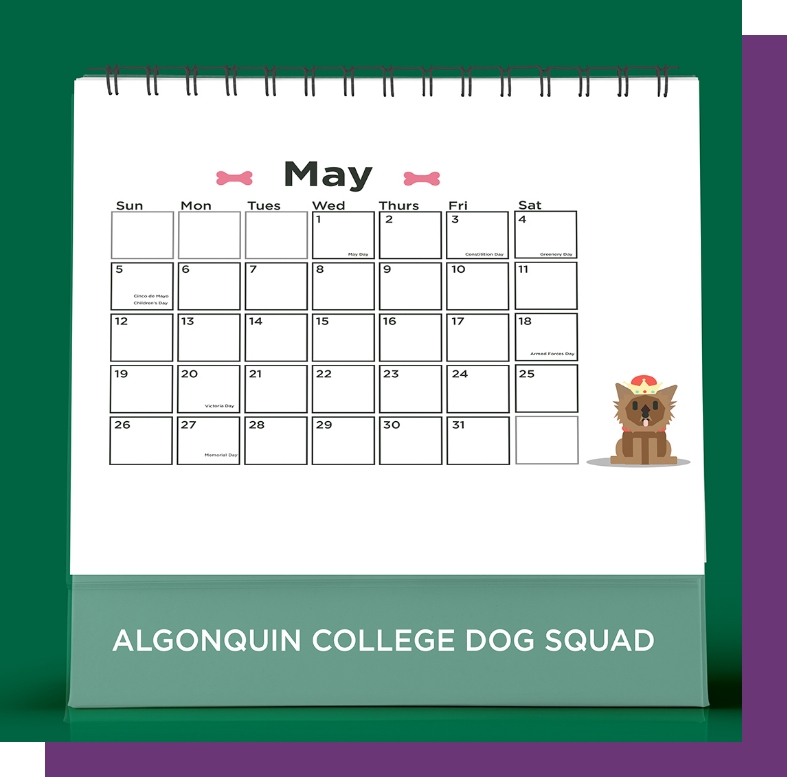 May
Sun Mon Tues Wed Thurs Fri Sat
1 2 3 4
May Day Constitution Day Greenery Day
5 6 7 8 9 10 11
Cinco de Mayo
Children's Day
12 13 14 15 16 17 18
Armed Forces Day
19 20 21 22 23 24 25
Victoria Day
26 27 28 29 30 31
Memorial Day
ALGONQUIN COLLEGE DOG SQUAD